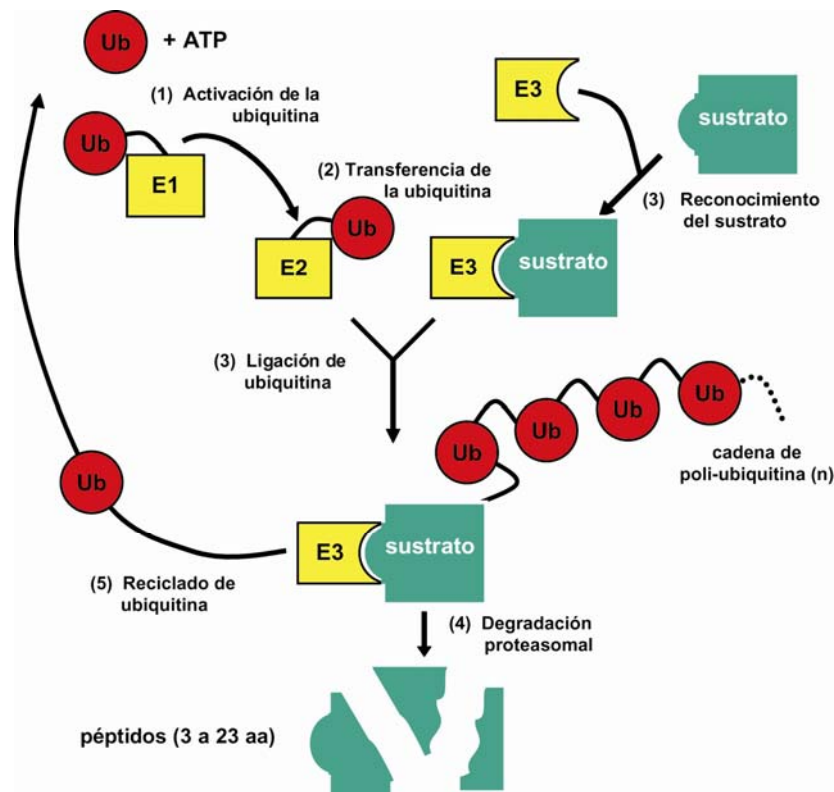 Ub + ATP
(1) Activación de la
ubiquitina
Ub
E1
E3
sustrato
(2) Transferencia de
la ubiquitina
Ub
E2
(3) Reconocimiento
del sustrato
E3
sustrato
(3) Ligación de
ubiquitina
Ub
Ub
Ub
Ub
cadena de
poli-ubiquitina (n)
Ub
E3
sustrato
(5) Reciclado de
ubiquitina
(4) Degradación
proteasomal
péptidos (3 a 23 aa)